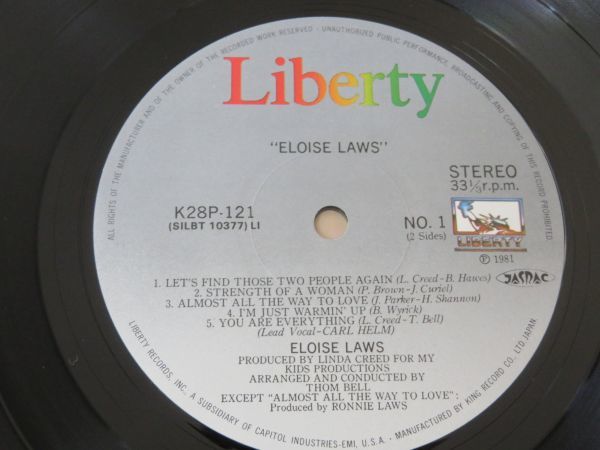 ALL RIGHTS OF THE MANUFACTURER AND OF THE OWNER OF THE RECORDED WORK RESERVED - UNAUTHORIZED PUBLIC PERFORMANCE, BROADCASTING AND COPYING OF THIS RECORD PROHIBITED
Liberty
"ELOISE LAWS"
STEREO
33⅓ r.p.m.
K28P-121
(SILBT 10377) LI
NO. 1
(2 Sides)
LIBERTY
Ⓟ 1981
JASRAC
1. LET'S FIND THOSE TWO PEOPLE AGAIN (L. Creed-B. Hawes)
2. STRENGTH OF A WOMAN (P. Brown-J. Curiel)
3. ALMOST ALL THE WAY TO LOVE (J. Parker-H. Shannon)
4. I'M JUST WARMIN' UP (B. Wyrick)
5. YOU ARE EVERYTHING (L. Creed-T. Bell)
(Lead Vocal-CARL HELM)
ELOISE LAWS
PRODUCED BY LINDA CREED FOR MY
KIDS PRODUCTIONS
ARRANGED AND CONDUCTED BY
THOM BELL
EXCEPT "ALMOST ALL THE WAY TO LOVE":
Produced by RONNIE LAWS
LIBERTY RECORDS, INC. A SUBSIDIARY OF CAPITOL INDUSTRIES-EMI, U.S.A. - MANUFACTURED BY KING RECORD CO. LTD. JAPAN.